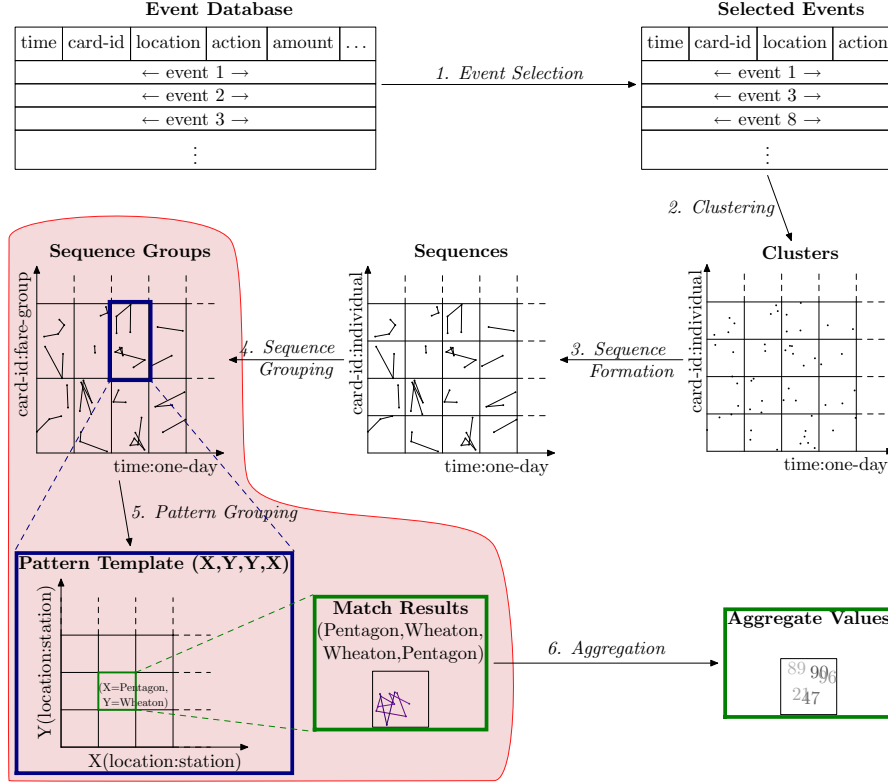 Event Database
Selected Events
time card-id location action amount ...
time card-id location action
← event 1 →
← event 2 →
← event 3 →
⋮
1. Event Selection
← event 1 →
← event 3 →
← event 8 →
⋮
2. Clustering
Sequence Groups
Sequences
Clusters
card-id:fare-group
card-id:individual
card-id:individual
4. Sequence
Grouping
3. Sequence
Formation
time:one-day
time:one-day
time:one-day
5. Pattern Grouping
Pattern Template (X,Y,Y,X)
Y(location:station)
(X=Pentagon,
Y=Wheaton)
X(location:station)
Match Results
(Pentagon,Wheaton,
Wheaton,Pentagon)
6. Aggregation
Aggregate Values
89 90 96
21 47